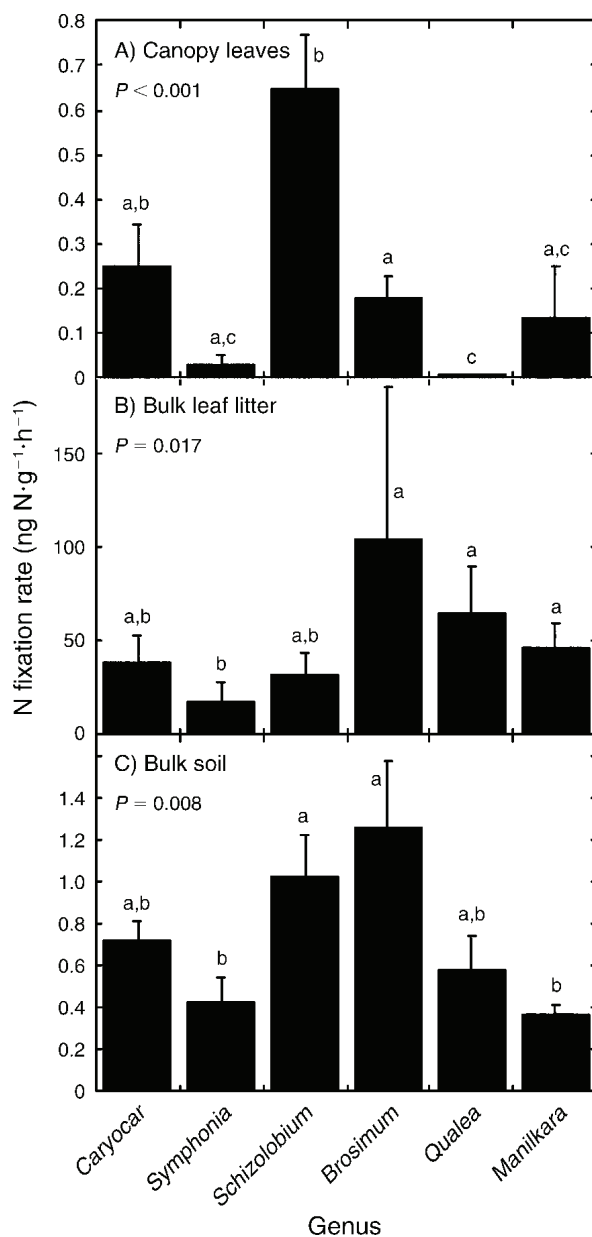 0.8
A) Canopy leaves
P < 0.001
0.7
0.6
0.5
0.4
0.3
0.2
0.1
0
b
a,b
a,c
a
c
a,c
N fixation rate (ng N·g⁻¹·h⁻¹)
B) Bulk leaf litter
P = 0.017
150
100
50
0
a,b
b
a,b
a
a
a
C) Bulk soil
P = 0.008
1.4
1.2
1.0
0.8
0.6
0.4
0.2
0
a,b
b
a
a
a,b
b
Caryocar
Symphonia
Schizolobium
Brosimum
Qualea
Manilkara
Genus